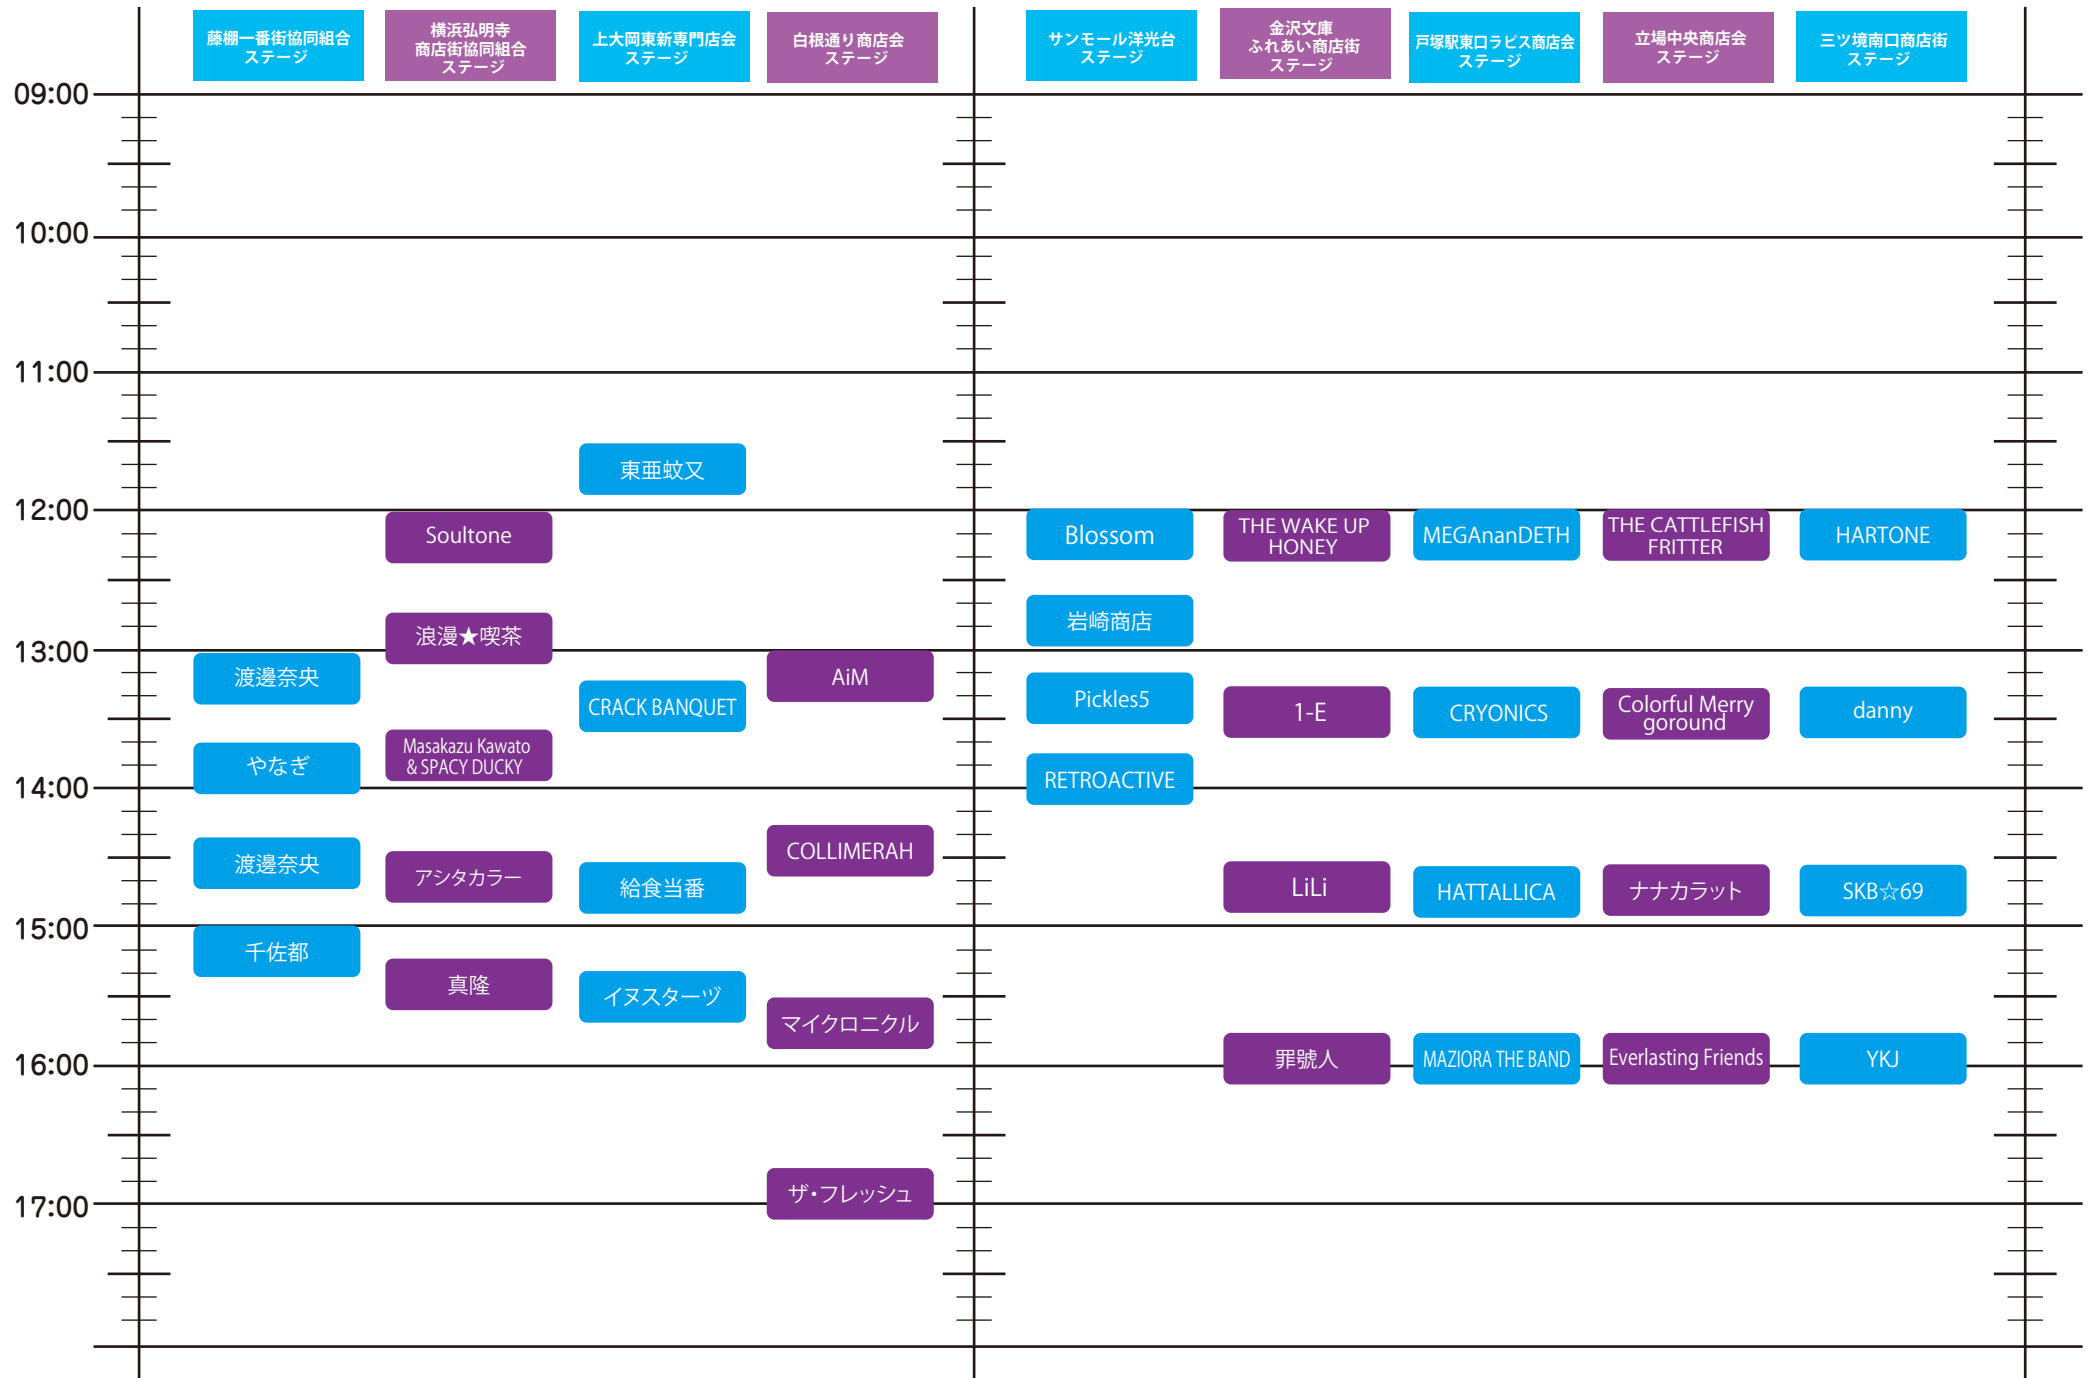 藤棚一番街協同組合
ステージ
横浜弘明寺
商店街協同組合
ステージ
上大岡東新専門店会
ステージ
白根通り商店会
ステージ
サンモール洋光台
ステージ
金沢文庫
ふれあい商店街
ステージ
戸塚駅東口ラピス商店会
ステージ
立場中央商店会
ステージ
三ツ境南口商店街
ステージ
09:00
10:00
11:00
東亜蚊又
12:00
Soultone
Blossom
THE WAKE UP
HONEY
MEGAnanDETH
THE CATTLEFISH
FRITTER
HARTONE
浪漫★喫茶
岩崎商店
13:00
渡邊奈央
CRACK BANQUET
AiM
Pickles5
1-E
CRYONICS
Colorful Merry
goround
danny
やなぎ
Masakazu Kawato
& SPACY DUCKY
RETROACTIVE
14:00
渡邊奈央
アシタカラー
給食当番
COLLIMERAH
LiLi
HATTALLICA
ナナカラット
SKB☆69
15:00
千佐都
真隆
イヌスターヅ
マイクロニクル
16:00
罪號人
MAZIORA THE BAND
Everlasting Friends
YKJ
ザ・フレッシュ
17:00